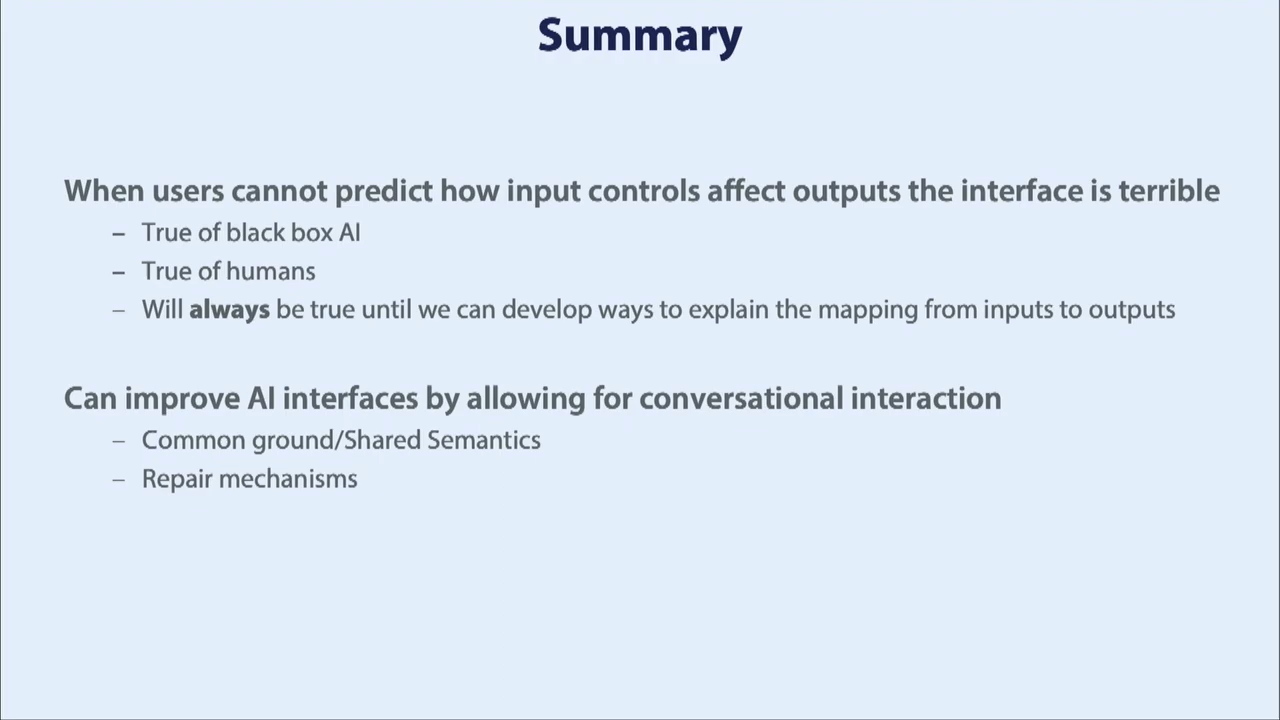 Summary
When users cannot predict how input controls affect outputs the interface is terrible
– True of black box AI
– True of humans
– Will always be true until we can develop ways to explain the mapping from inputs to outputs
Can improve AI interfaces by allowing for conversational interaction
– Common ground/Shared Semantics
– Repair mechanisms